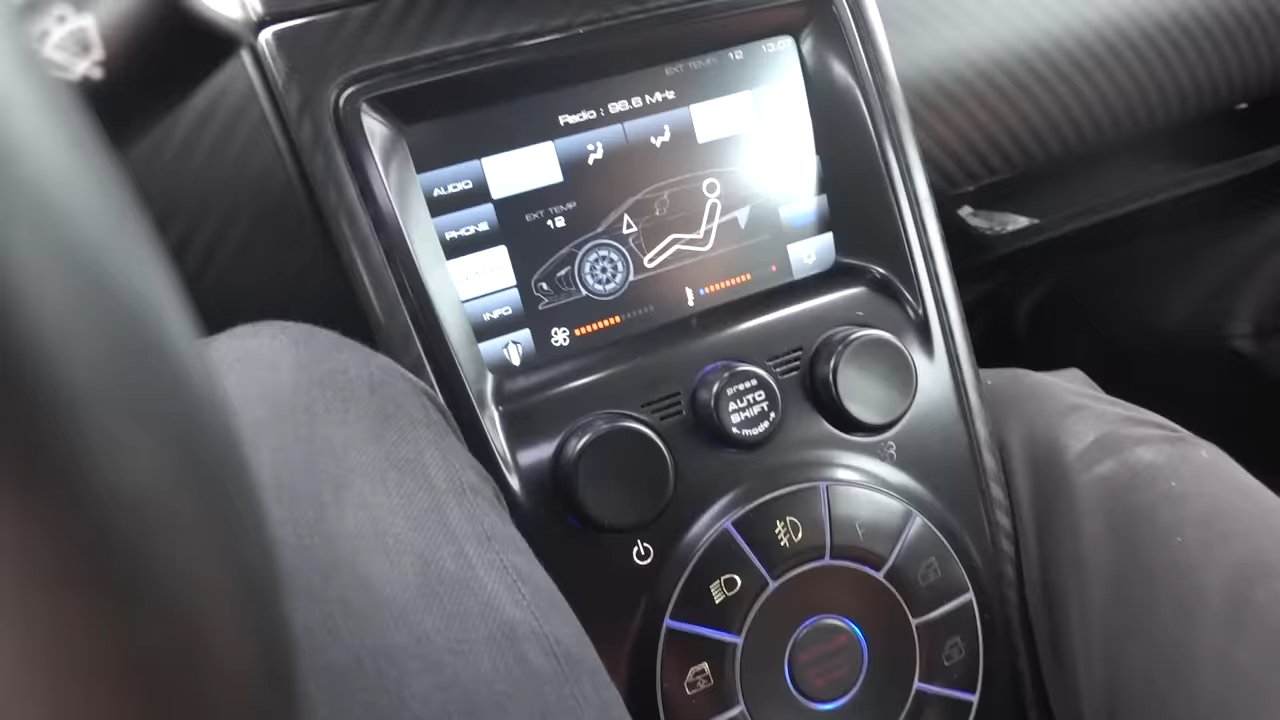 EXT TEMP 12 13:07
Radio : 98.6 MHz
AUDIO
PHONE
EXT TEMP
12
INFO
press
AUTO
SHIFT
mode